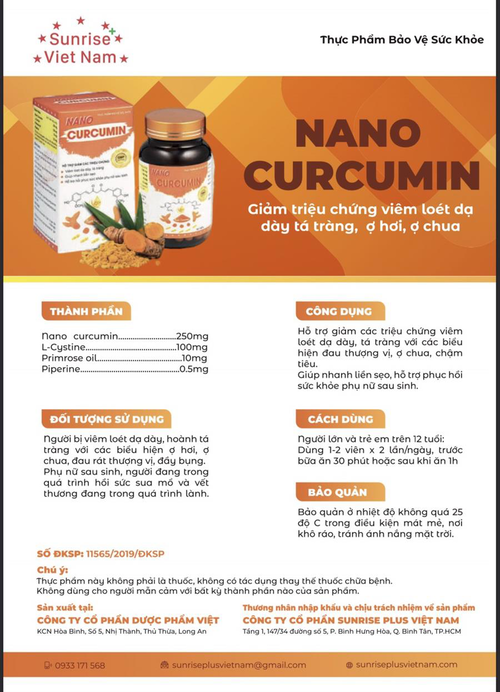 Sunrise
Viet Nam
Thực Phẩm Bảo Vệ Sức Khỏe
NANO
CURCUMIN
NANO
CURCUMIN
NANO
CURCUMIN
Giảm triệu chứng viêm loét dạ
dày tá tràng, ợ hơi, ợ chua
THÀNH PHẦN
Nano curcumin............................250mg
L-Cystine.......................................100mg
Primrose oil.....................................10mg
Piperine..........................................0.5mg
CÔNG DỤNG
Hỗ trợ giảm các triệu chứng viêm
loét dạ dày, tá tràng với các biểu
hiện đau thượng vị, ợ chua, chậm
tiêu.
Giúp nhanh liền sẹo, hỗ trợ phục hồi
sức khỏe phụ nữ sau sinh.
ĐỐI TƯỢNG SỬ DỤNG
Người bị viêm loét dạ dày, hoành tá
tràng với các biểu hiện ợ hơi, ợ
chua, đau rát thượng vị, đầy bụng.
Phụ nữ sau sinh, người đang trong
quá trình hồi sức sua mổ và vết
thương đang trong quá trình lành.
CÁCH DÙNG
Người lớn và trẻ em trên 12 tuổi:
Dùng 1-2 viên x 2 lần/ngày, trước
bữa ăn 30 phút hoặc sau khi ăn 1h
BẢO QUẢN
Bảo quản ở nhiệt độ không quá 25
độ C trong điều kiện mát mẻ, nơi
khô ráo, tránh ánh nắng mặt trời.
SỐ ĐKSP: 11565/2019/ĐKSP
Chú ý:
Thực phẩm này không phải là thuốc, không có tác dụng thay thế thuốc chữa bệnh.
Không dùng cho người mẫn cảm với bất kỳ thành phần nào của sản phẩm.
Sản xuất tại:
CÔNG TY CỔ PHẦN DƯỢC PHẨM VIỆT
KCN Hòa Bình, Số 5, Nhị Thành, Thủ Thừa, Long An
Thương nhân nhập khẩu và chịu trách nhiệm về sản phẩm
CÔNG TY CỔ PHẦN SUNRISE PLUS VIỆT NAM
Tầng 1, 147/34 đường số 5, P. Bình Hưng Hòa, Q. Bình Tân, TP.HCM
0933 171 568
sunriseplusvietnam@gmail.com
sunriseplusvietnam.com